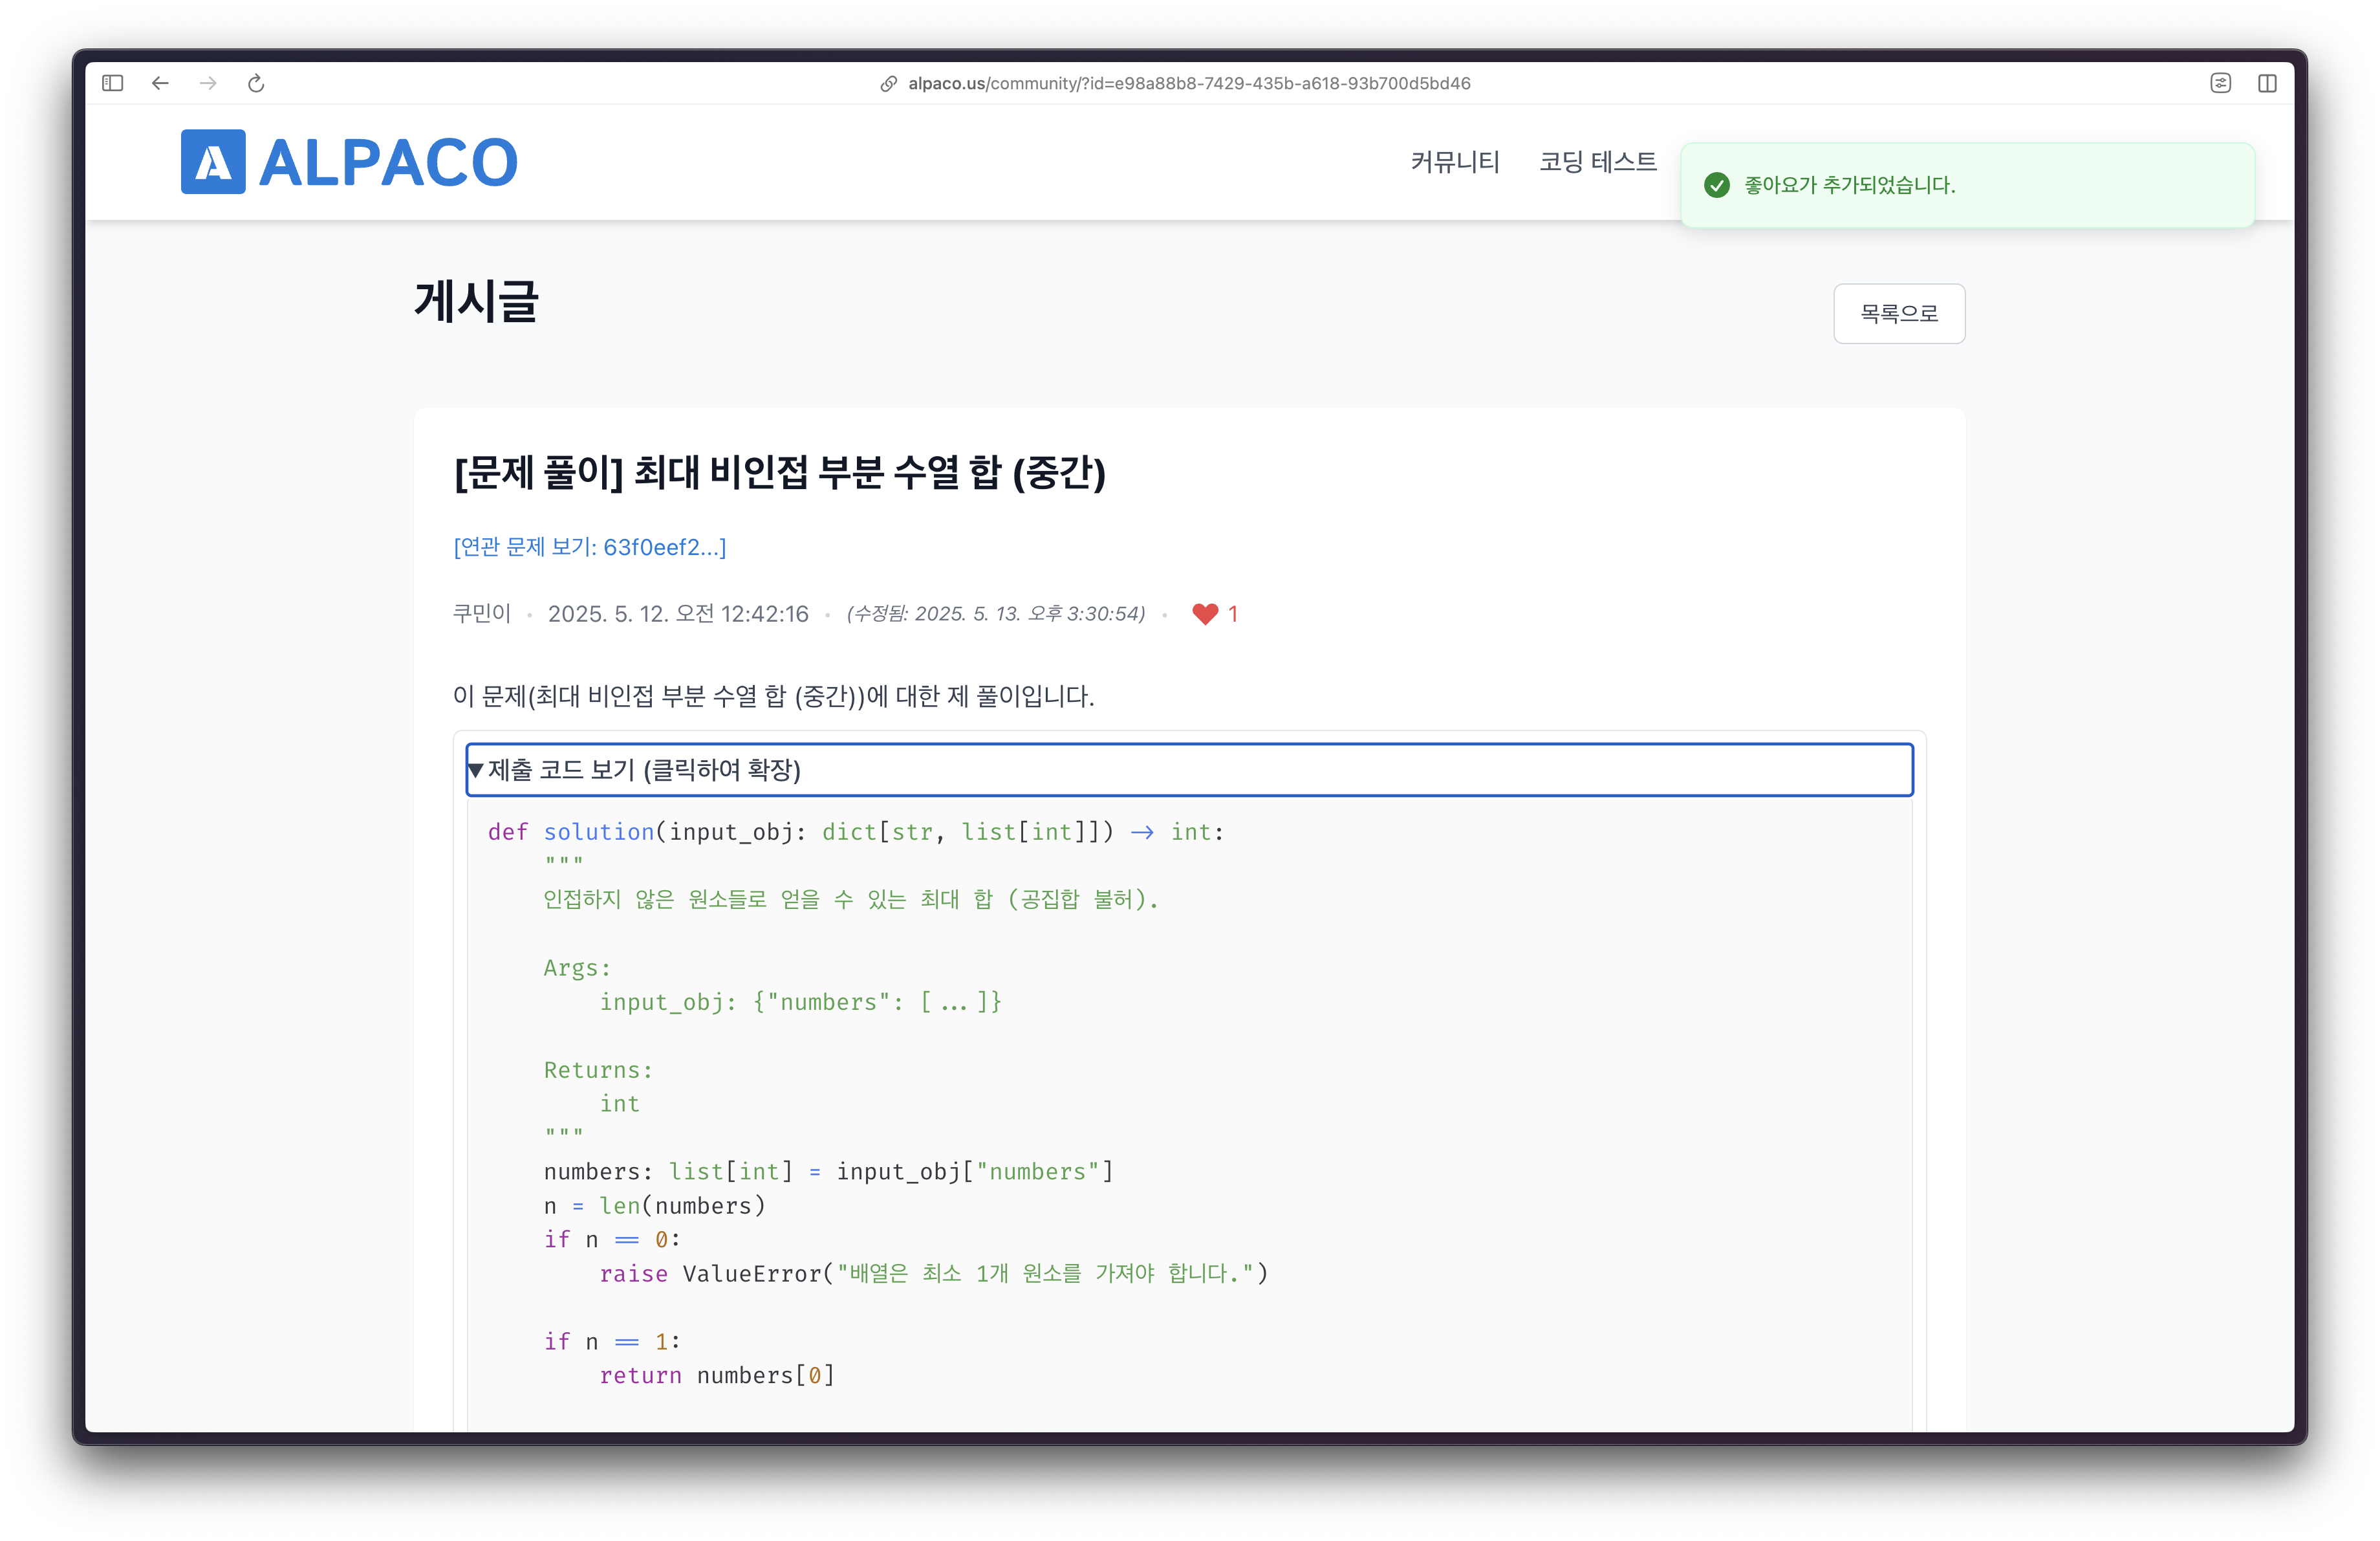 alpaco.us/community/?id=e98a88b8-7429-435b-a618-93b700d5bd46
A ALPACO
커뮤니티
코딩 테스트
좋아요가 추가되었습니다.
게시글
목록으로
[문제 풀이] 최대 비인접 부분 수열 합 (중간)
[연관 문제 보기: 63f0eef2...]
쿠민이 • 2025. 5. 12. 오전 12:42:16 • (수정됨: 2025. 5. 13. 오후 3:30:54) • 1
이 문제(최대 비인접 부분 수열 합 (중간))에 대한 제 풀이입니다.
▼제출 코드 보기 (클릭하여 확장)
def solution(input_obj: dict[str, list[int]]) -> int:
"""
인접하지 않은 원소들로 얻을 수 있는 최대 합 (공집합 불허).
Args:
input_obj: {"numbers": [...]}
Returns:
int
"""
numbers: list[int] = input_obj["numbers"]
n = len(numbers)
if n == 0:
raise ValueError("배열은 최소 1개 원소를 가져야 합니다.")
if n == 1:
return numbers[0]